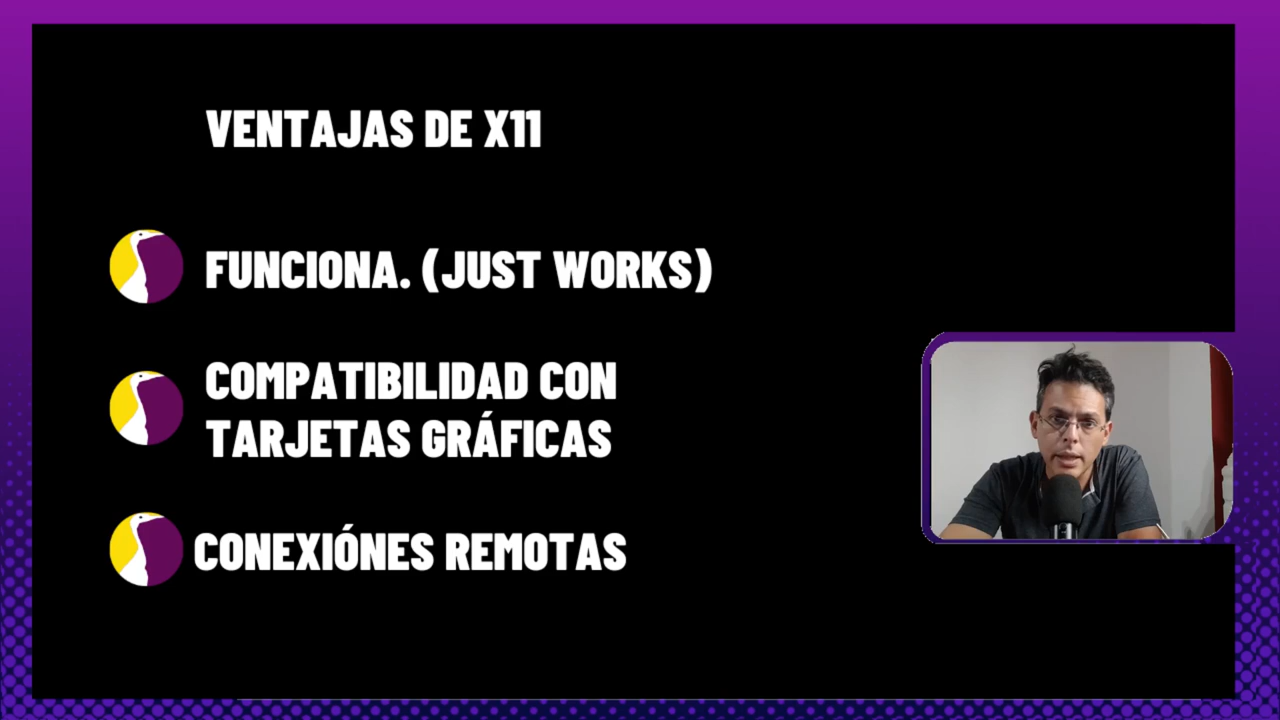 VENTAJAS DE X11
FUNCIONA. (JUST WORKS)
COMPATIBILIDAD CON
TARJETAS GRÁFICAS
CONEXIÓNES REMOTAS